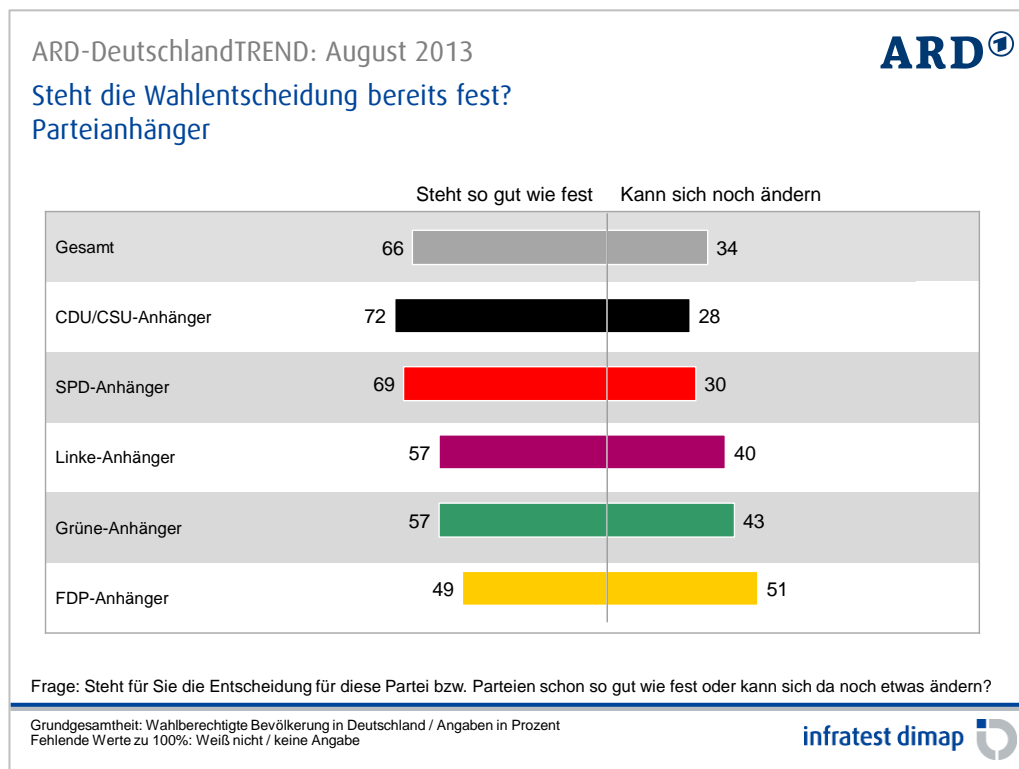 ARD-DeutschlandTREND: August 2013
ARD
Steht die Wahlentscheidung bereits fest?
Parteianhänger
Steht so gut wie fest Kann sich noch ändern
Gesamt 66 34
CDU/CSU-Anhänger 72 28
SPD-Anhänger 69 30
Linke-Anhänger 57 40
Grüne-Anhänger 57 43
FDP-Anhänger 49 51
Frage: Steht für Sie die Entscheidung für diese Partei bzw. Parteien schon so gut wie fest oder kann sich da noch etwas ändern?
Grundgesamtheit: Wahlberechtigte Bevölkerung in Deutschland / Angaben in Prozent
Fehlende Werte zu 100%: Weiß nicht / keine Angabe
infratest dimap